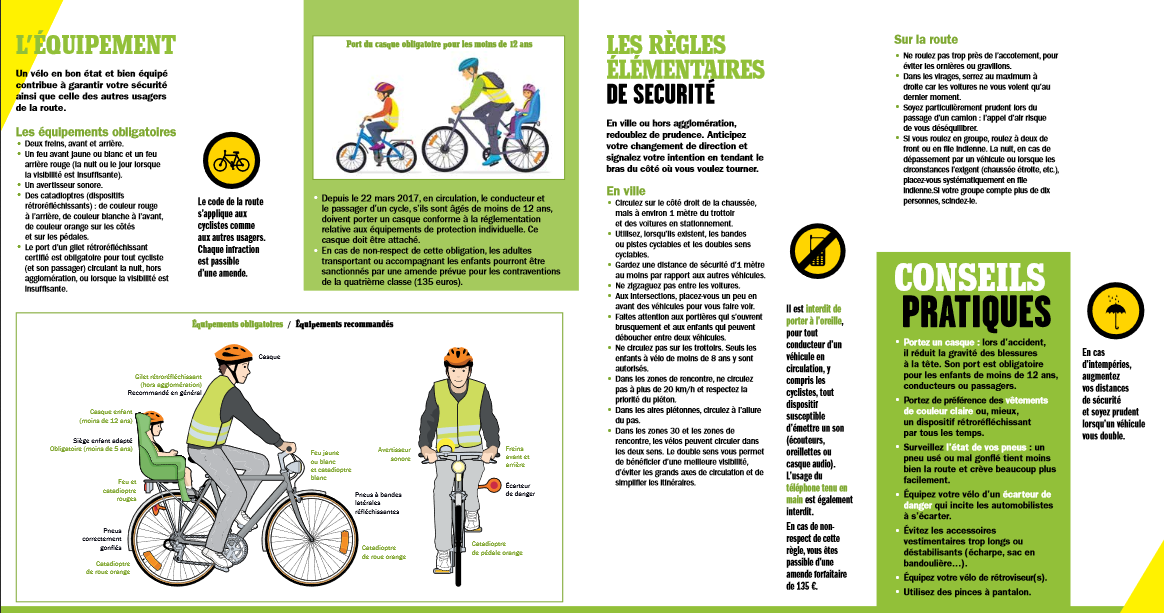 L'ÉQUIPEMENT
Un vélo en bon état et bien équipé
contribue à garantir votre sécurité
ainsi que celle des autres usagers
de la route.
Les équipements obligatoires
• Deux freins, avant et arrière.
• Un feu avant jaune ou blanc et un feu
arrière rouge (la nuit ou le jour lorsque
la visibilité est insuffisante).
• Un avertisseur sonore.
• Des catadioptres (dispositifs
rétroréfléchissants) : de couleur rouge
à l'arrière, de couleur blanche à l'avant,
de couleur orange sur les côtés
et sur les pédales.
• Le port d'un gilet rétroréfléchissant
certifié est obligatoire pour tout cycliste
(et son passager) circulant la nuit, hors
agglomération, ou lorsque la visibilité est
insuffisante.
Le code de la route
s'applique aux
cyclistes comme
aux autres usagers.
Chaque infraction
est passible
d'une amende.
Port du casque obligatoire pour les moins de 12 ans
• Depuis le 22 mars 2017, en circulation, le conducteur et
le passager d'un cycle, s'ils sont âgés de moins de 12 ans,
doivent porter un casque conforme à la réglementation
relative aux équipements de protection individuelle. Ce
casque doit être attaché.
• En cas de non-respect de cette obligation, les adultes
transportant ou accompagnant les enfants pourront être
sanctionnés par une amende prévue pour les contraventions
de la quatrième classe (135 euros).
Équipements obligatoires / Équipements recommandés
Casque
Gilet rétroréfléchissant
(hors agglomération)
Recommandé en général
Casque enfant
(moins de 12 ans)
Siège enfant adapté
Obligatoire (moins de 5 ans)
Feu et
catadioptre
rouges
Pneus
correctement
gonflés
Catadioptre
de roue orange
Feu jaune
ou blanc
et catadioptre
blanc
Pneus à bandes
latérales
réfléchissantes
Catadioptre
de roue orange
Avertisseur
sonore
Freins
avant et
arrière
Écarteur
de danger
Catadioptre
de pédale orange
LES RÈGLES
ÉLÉMENTAIRES
DE SECURITÉ
En ville ou hors agglomération,
redoublez de prudence. Anticipez
votre changement de direction et
signalez votre intention en tendant le
bras du côté où vous voulez tourner.
En ville
• Circulez sur le côté droit de la chaussée,
mais à environ 1 mètre du trottoir
et des voitures en stationnement.
• Utilisez, lorsqu'ils existent, les bandes
ou pistes cyclables et les doubles sens
cyclables.
• Gardez une distance de sécurité d'1 mètre
au moins par rapport aux autres véhicules.
• Ne zigzaguez pas entre les voitures.
• Aux intersections, placez-vous un peu en
avant des véhicules pour vous faire voir.
• Faites attention aux portières qui s'ouvrent
brusquement et aux enfants qui peuvent
déboucher entre deux véhicules.
• Ne circulez pas sur les trottoirs. Seuls les
enfants à vélo de moins de 8 ans y sont
autorisés.
• Dans les zones de rencontre, ne circulez
pas à plus de 20 km/h et respectez la
priorité du piéton.
• Dans les aires piétonnes, circulez à l'allure
du pas.
• Dans les zones 30 et les zones de
rencontre, les vélos peuvent circuler dans
les deux sens. Le double sens vous permet
de bénéficier d'une meilleure visibilité,
d'éviter les grands axes de circulation et de
simplifier les itinéraires.
Il est interdit de
porter à l'oreille,
pour tout
conducteur d'un
véhicule en
circulation, y
compris les
cyclistes, tout
dispositif
susceptible
d'émettre un son
(écouteurs,
oreillettes ou
casque audio).
L'usage du
téléphone tenu en
main est également
interdit.
En cas de non-
respect de cette
règle, vous êtes
passible d'une
amende forfaitaire
de 135 €.
Sur la route
• Ne roulez pas trop près de l'accotement, pour
éviter les ornières ou gravillons.
• Dans les virages, serrez au maximum à
droite car les voitures ne vous voient qu'au
dernier moment.
• Soyez particulièrement prudent lors du
passage d'un camion : l'appel d'air risque
de vous déséquilibrer.
• Si vous roulez en groupe, roulez à deux de
front ou en file indienne. La nuit, en cas de
dépassement par un véhicule ou lorsque les
circonstances l'exigent (chaussée étroite, etc.),
placez-vous systématiquement en file
indienne.Si votre groupe compte plus de dix
personnes, scindez-le.
CONSEILS
PRATIQUES
• Portez un casque : lors d'accident,
il réduit la gravité des blessures
à la tête. Son port est obligatoire
pour les enfants de moins de 12 ans,
conducteurs ou passagers.
• Portez de préférence des vêtements
de couleur claire ou, mieux,
un dispositif rétroréfléchissant
par tous les temps.
• Surveillez l'état de vos pneus : un
pneu usé ou mal gonflé tient moins
bien la route et crève beaucoup plus
facilement.
• Équipez votre vélo d'un écarteur de
danger qui incite les automobilistes
à s'écarter.
• Évitez les accessoires
vestimentaires trop longs ou
déstabilisants (écharpe, sac en
bandoulière...).
• Équipez votre vélo de rétroviseur(s).
• Utilisez des pinces à pantalon.
En cas
d'intempéries,
augmentez
vos distances
de sécurité
et soyez prudent
lorsqu'un véhicule
vous double.